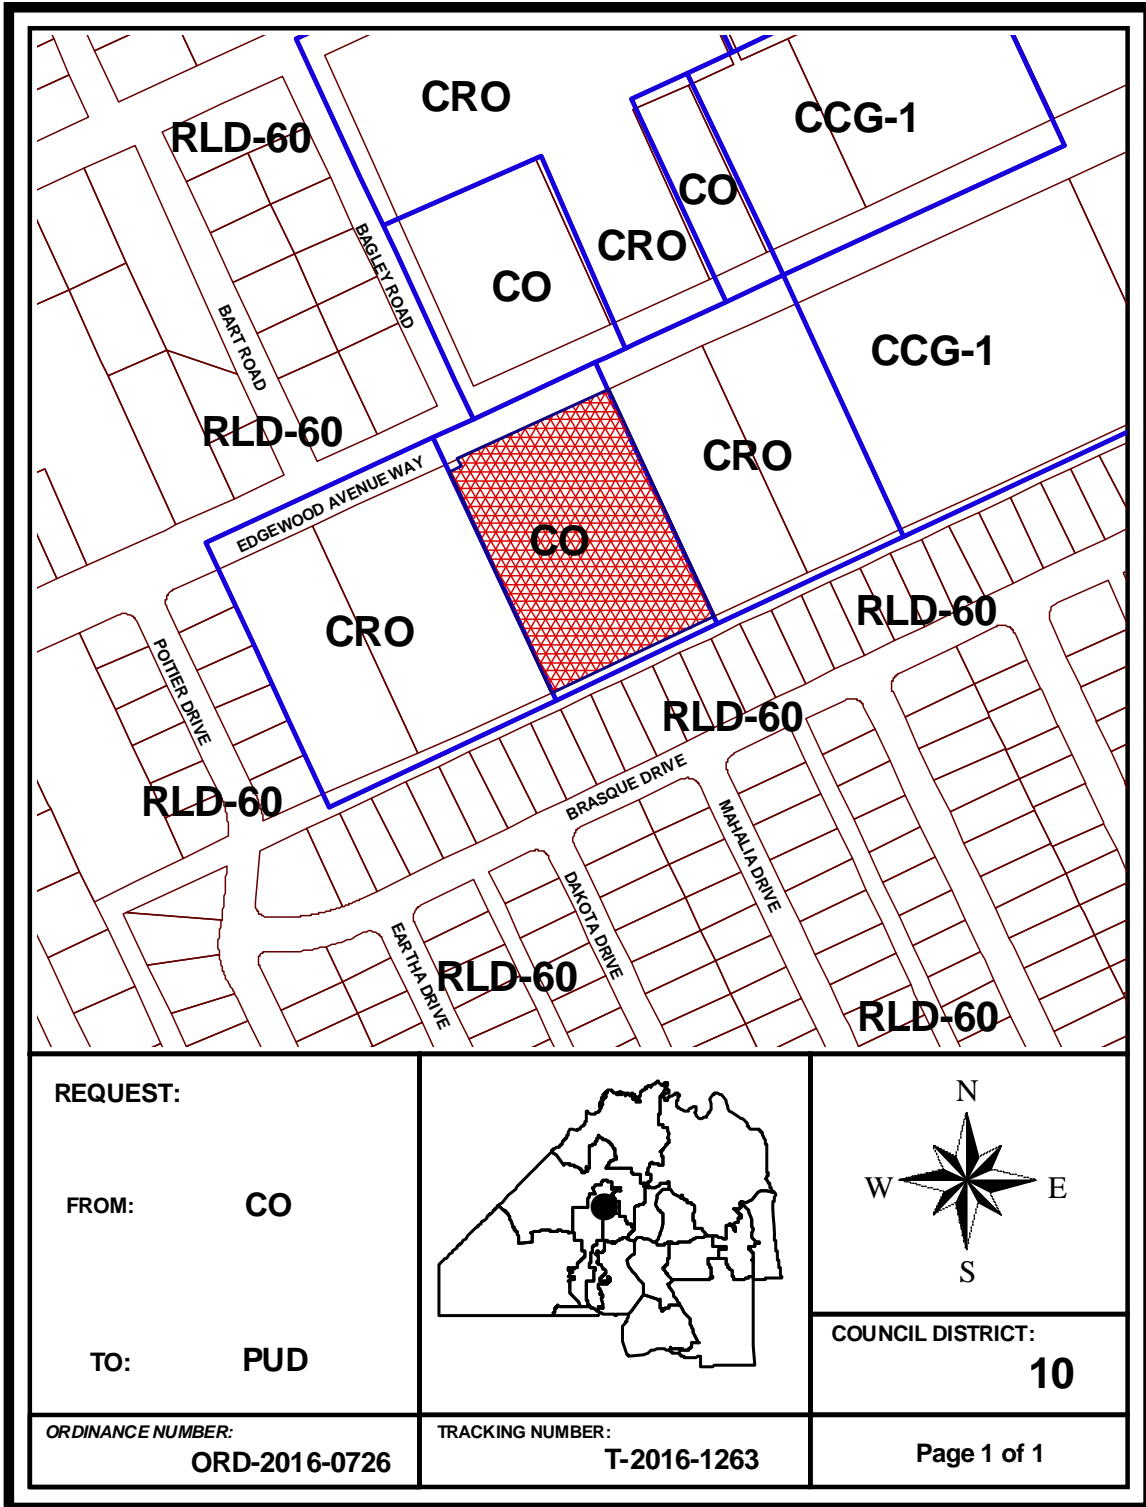 CRO
CCG-1
RLD-60
CO
BAGLEY ROAD
CRO
CO
BART ROAD
CCG-1
RLD-60
CRO
EDGEWOOD AVENUE WAY
CO
RLD-60
CRO
POITIER DRIVE
RLD-60
RLD-60
BRASQUE DRIVE
MAHALIA DRIVE
DAKOTA DRIVE
EARTHA DRIVE
RLD-60
RLD-60
REQUEST:
FROM: CO
TO: PUD
N
W E
S
COUNCIL DISTRICT:
10
ORDINANCE NUMBER:
ORD-2016-0726
TRACKING NUMBER:
T-2016-1263
Page 1 of 1